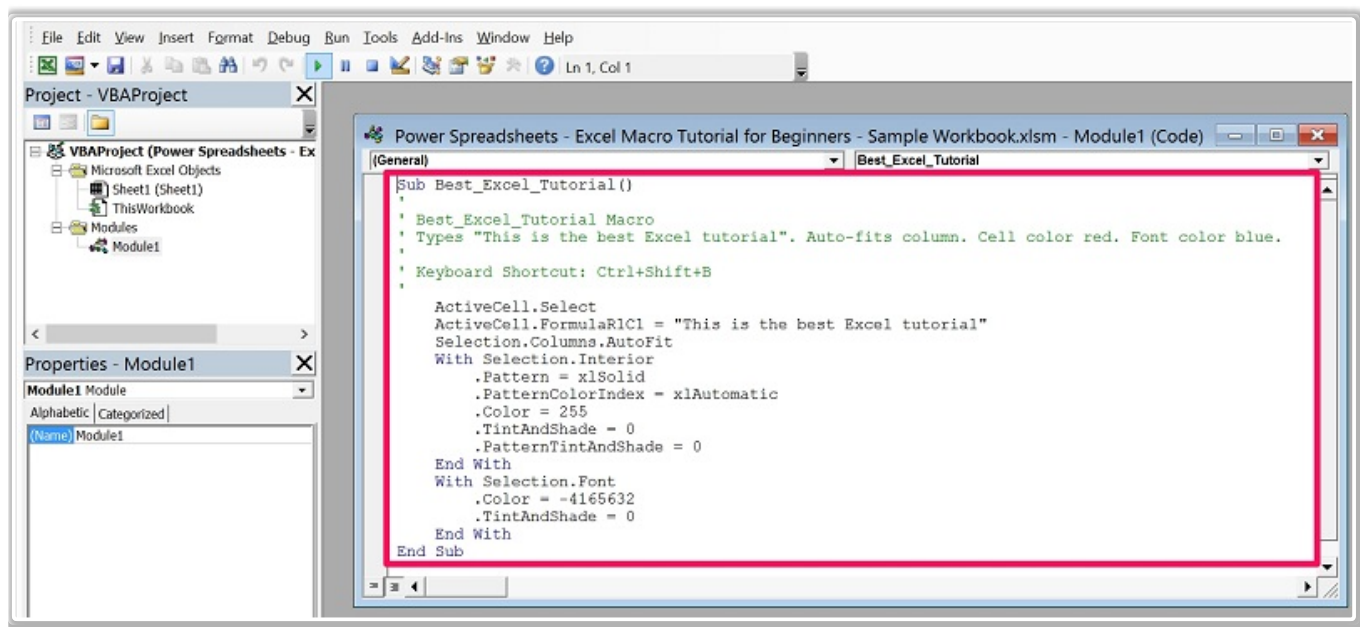 File Edit View Insert Format Debug Run Tools Add-Ins Window Help
Ln 1, Col 1
Project - VBAProject
VBAProject (Power Spreadsheets - Ex
Microsoft Excel Objects
Sheet1 (Sheet1)
ThisWorkbook
Modules
Module1
Properties - Module1
Module1 Module
Alphabetic Categorized
(Name) Module1
Power Spreadsheets - Excel Macro Tutorial for Beginners - Sample Workbook.xlsm - Module1 (Code)
(General) Best_Excel_Tutorial
Sub Best_Excel_Tutorial()
'
' Best_Excel_Tutorial Macro
' Types "This is the best Excel tutorial". Auto-fits column. Cell color red. Font color blue.
'
' Keyboard Shortcut: Ctrl+Shift+B
'
    ActiveCell.Select
    ActiveCell.FormulaR1C1 = "This is the best Excel tutorial"
    Selection.Columns.AutoFit
    With Selection.Interior
        .Pattern = xlSolid
        .PatternColorIndex = xlAutomatic
        .Color = 255
        .TintAndShade = 0
        .PatternTintAndShade = 0
    End With
    With Selection.Font
        .Color = -4165632
        .TintAndShade = 0
    End With
End Sub